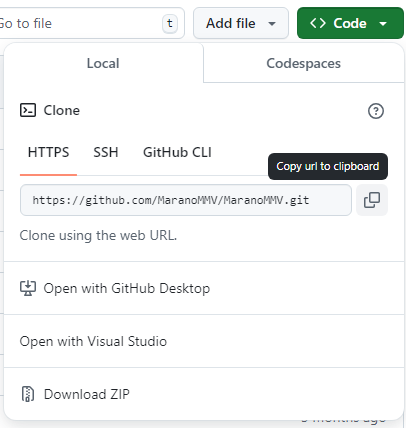 Go to file
t
Add file
Code
Local
Codespaces
Clone
HTTPS
SSH
GitHub CLI
Copy url to clipboard
https://github.com/MaranoMMV/MaranoMMV.git
Clone using the web URL.
Open with GitHub Desktop
Open with Visual Studio
Download ZIP
months ago